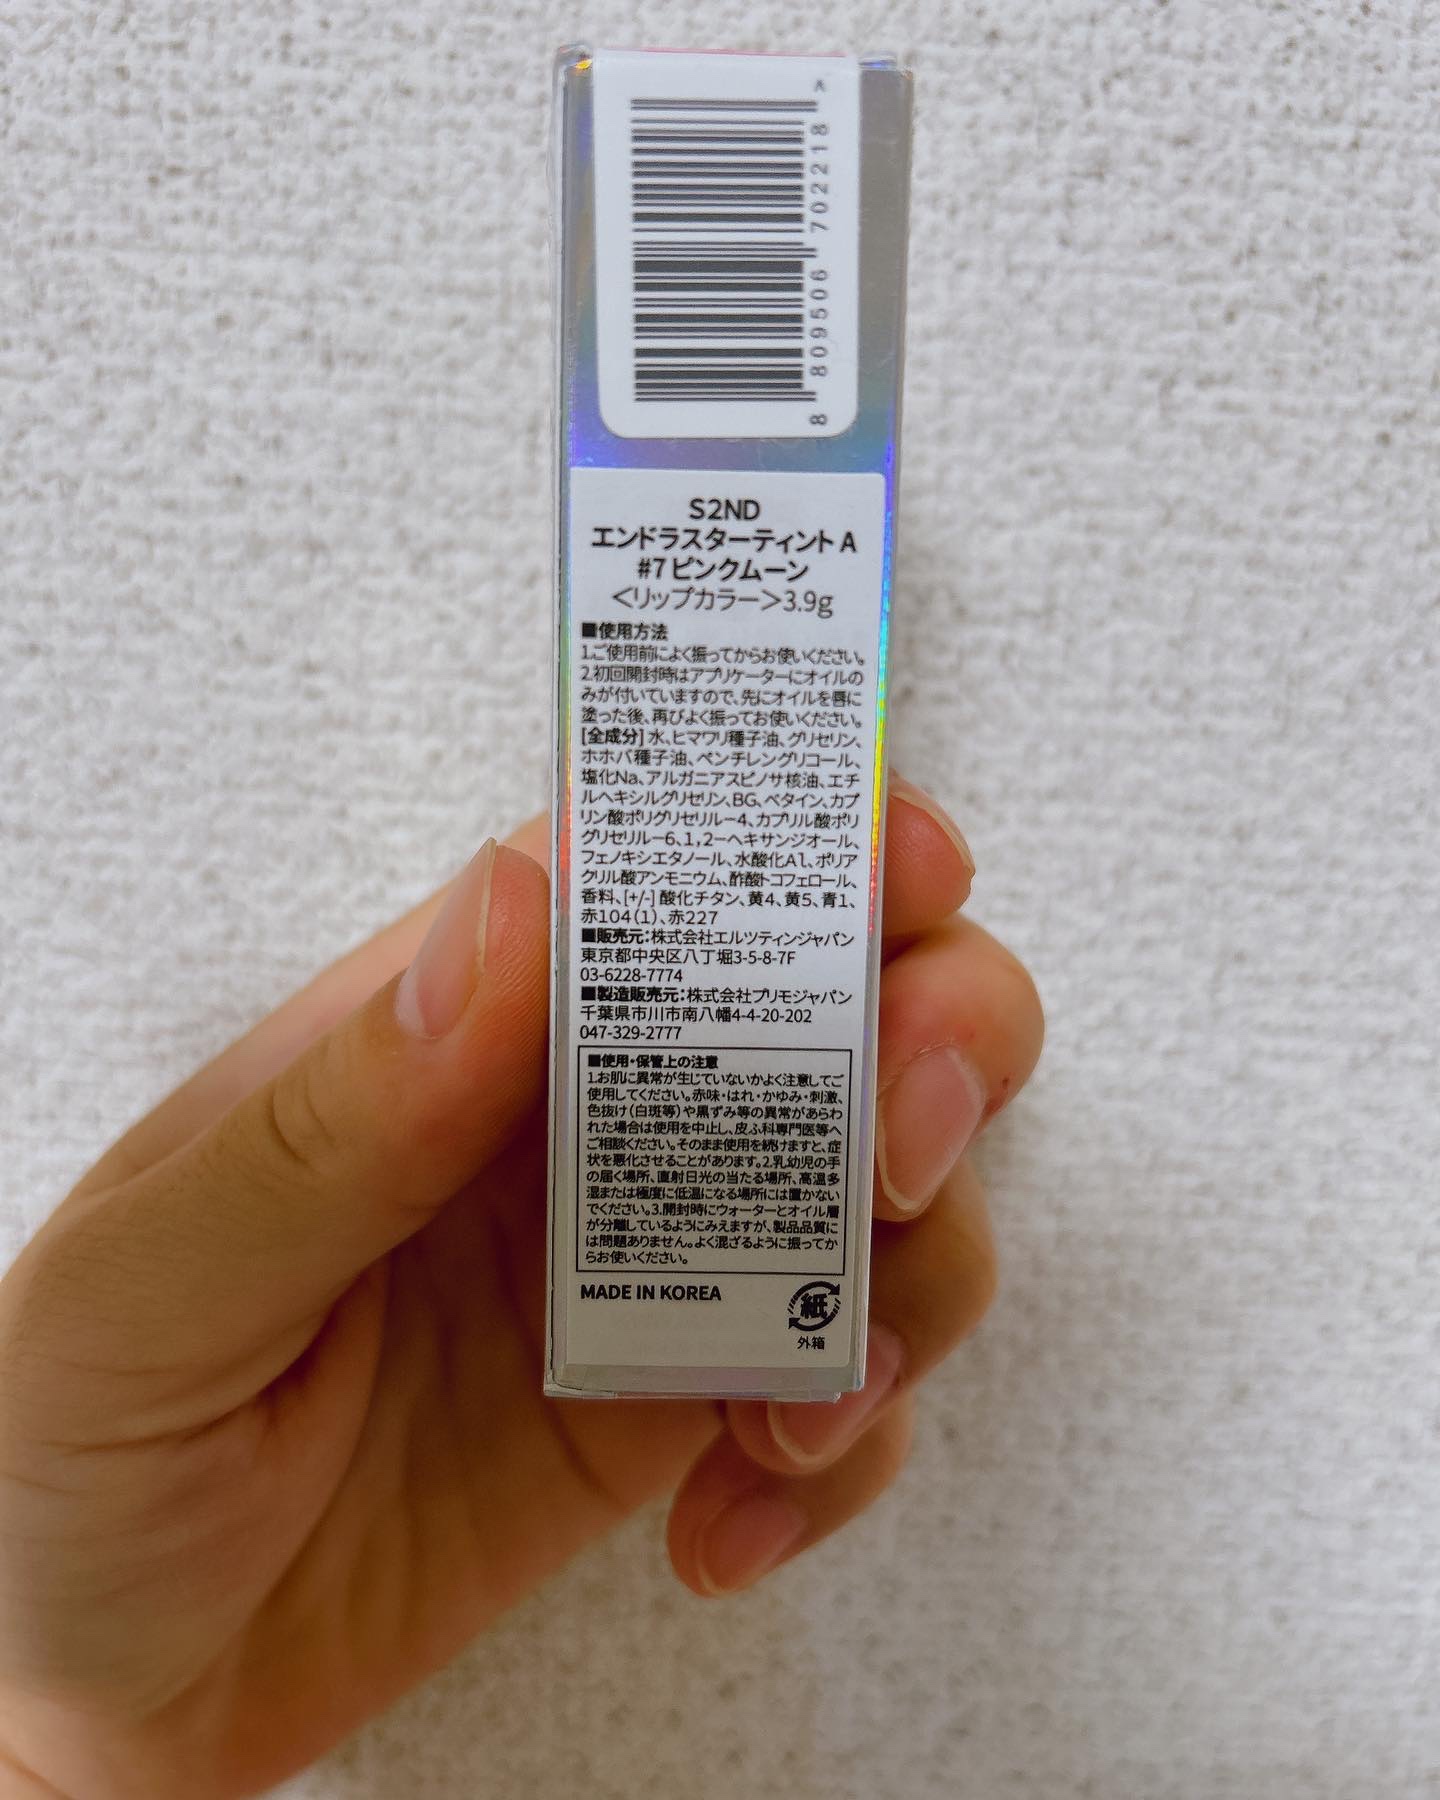 8 809506 702218 >
S2ND
エンドラスターティント A
#7 ピンクムーン
＜リップカラー＞3.9g
■使用方法
1.ご使用前によく振ってからお使いください。
2.初回開封時はアプリケーターにオイルの
みが付いていますので、先にオイルを唇に
塗った後、再びよく振ってお使いください。
[全成分] 水、ヒマワリ種子油、グリセリン、
ホホバ種子油、ペンチレングリコール、
塩化Na、アルガニアスピノサ核油、エチ
ルヘキシルグリセリン、BG、ベタイン、カプ
リン酸ポリグリセリル－4、カプリル酸ポリ
グリセリル－6、1,2－ヘキサンジオール、
フェノキシエタノール、水酸化Al、ポリア
クリル酸アンモニウム、酢酸トコフェロール、
香料、[+/-] 酸化チタン、黄4、黄5、青1、
赤104(1)、赤227
■販売元：株式会社エルツティンジャパン
東京都中央区八丁堀3-5-8-7F
03-6228-7774
■製造販売元：株式会社プリモジャパン
千葉県市川市南八幡4-4-20-202
047-329-2777
■使用・保管上の注意
1.お肌に異常が生じていないかよく注意してご
使用してください。赤味・はれ・かゆみ・刺激、
色抜け（白斑等）や黒ずみ等の異常があらわ
れた場合は使用を中止し、皮ふ科専門医等へ
ご相談ください。そのまま使用を続けますと、症
状を悪化させることがあります。2.乳幼児の手
の届く場所、直射日光の当たる場所、高温多
湿または極度に低温になる場所には置かない
でください。3.開封時にウォーターとオイル層
が分離しているようにみえますが、製品品質に
は問題ありません。よく混ざるように振ってか
らお使いください。
MADE IN KOREA
紙
外箱